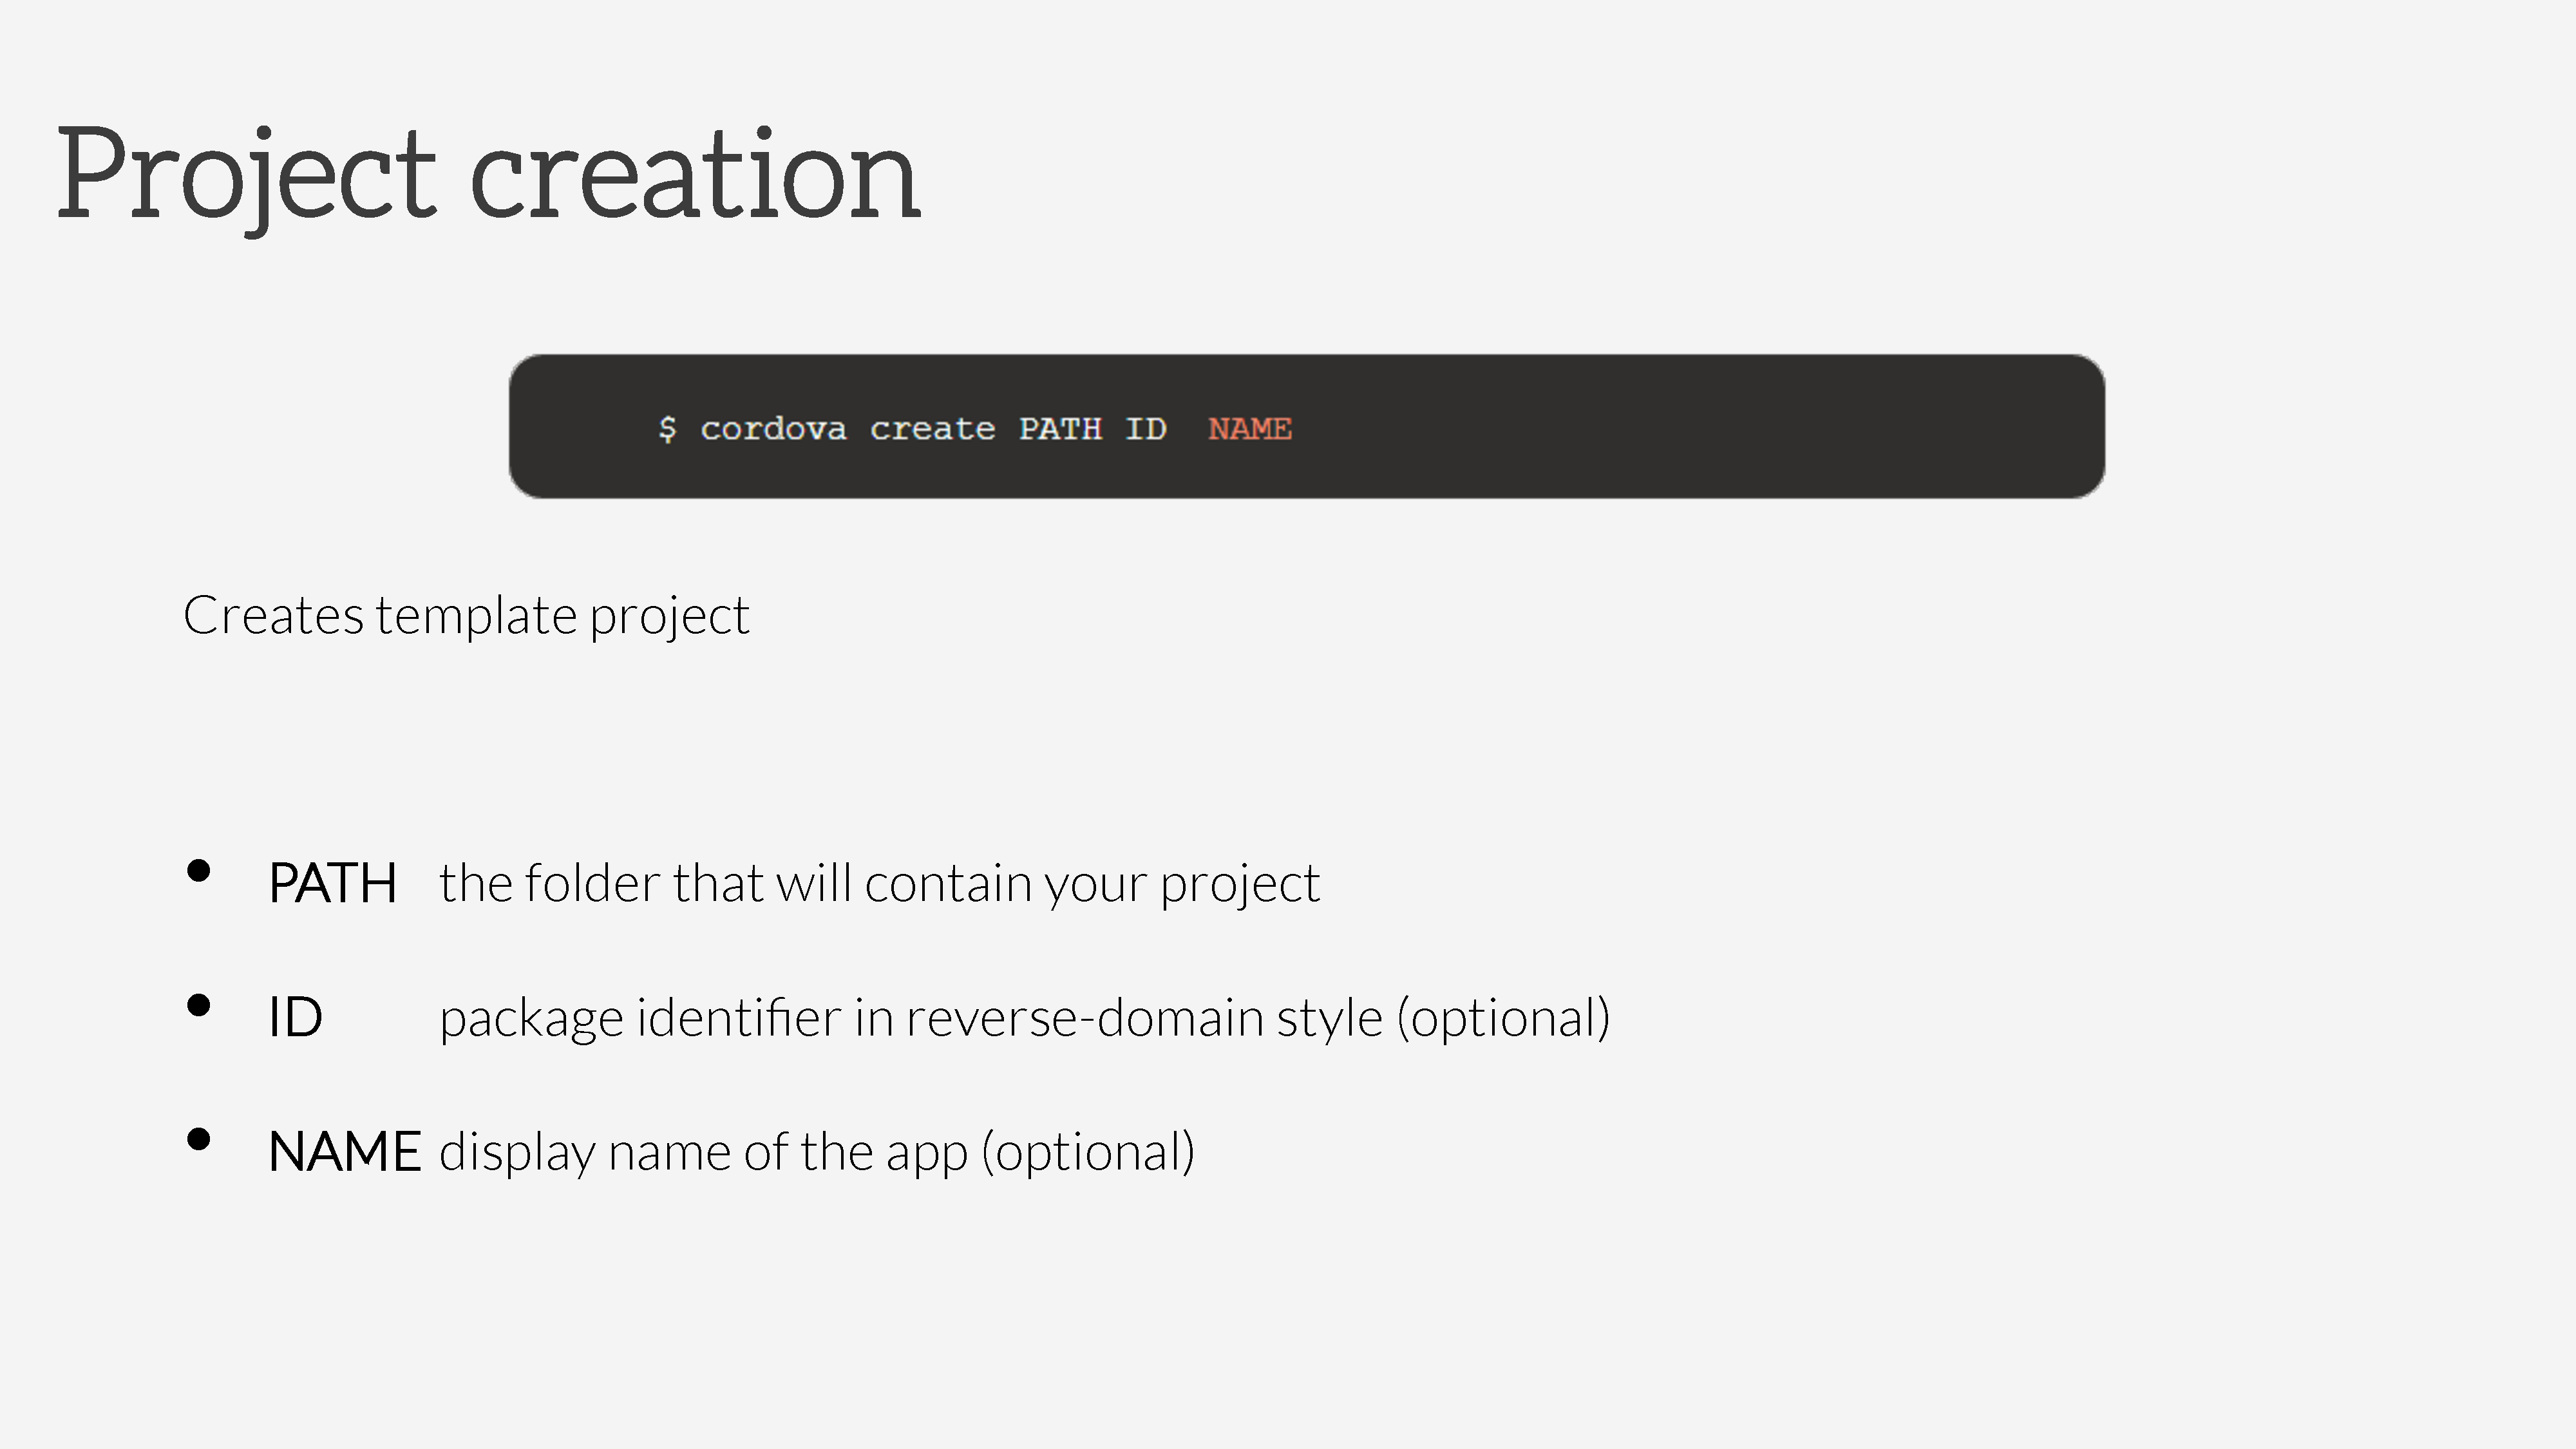 Project creation
$ cordova create PATH ID NAME
Creates template project
• PATH the folder that will contain your project
• ID package identifier in reverse-domain style (optional)
• NAME display name of the app (optional)